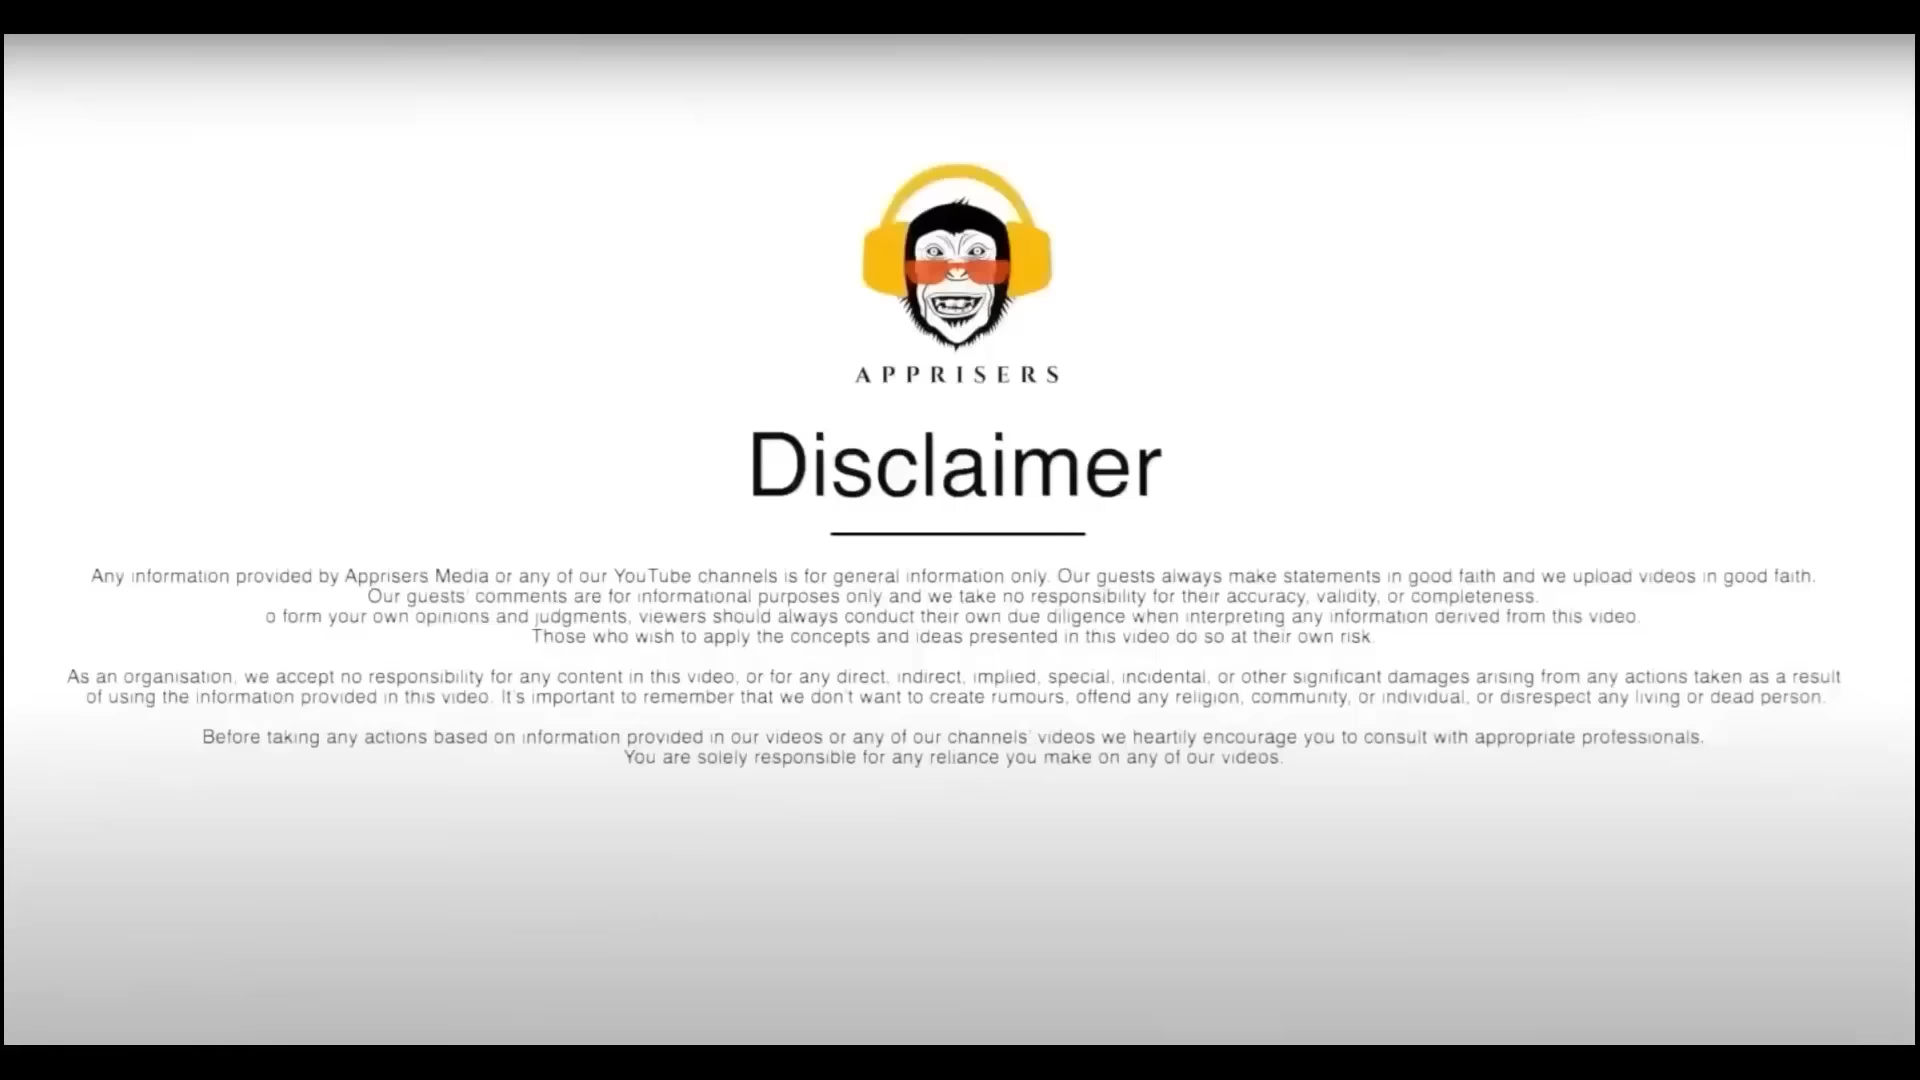 APPRISERS
Disclaimer
Any information provided by Apprisers Media or any of our YouTube channels is for general information only. Our guests always make statements in good faith and we upload videos in good faith.
Our guests' comments are for informational purposes only and we take no responsibility for their accuracy, validity, or completeness.
o form your own opinions and judgments, viewers should always conduct their own due diligence when interpreting any information derived from this video.
Those who wish to apply the concepts and ideas presented in this video do so at their own risk.
As an organisation, we accept no responsibility for any content in this video, or for any direct, indirect, implied, special, incidental, or other significant damages arising from any actions taken as a result
of using the information provided in this video. It's important to remember that we don't want to create rumours, offend any religion, community, or individual, or disrespect any living or dead person.
Before taking any actions based on information provided in our videos or any of our channels' videos we heartily encourage you to consult with appropriate professionals.
You are solely responsible for any reliance you make on any of our videos.